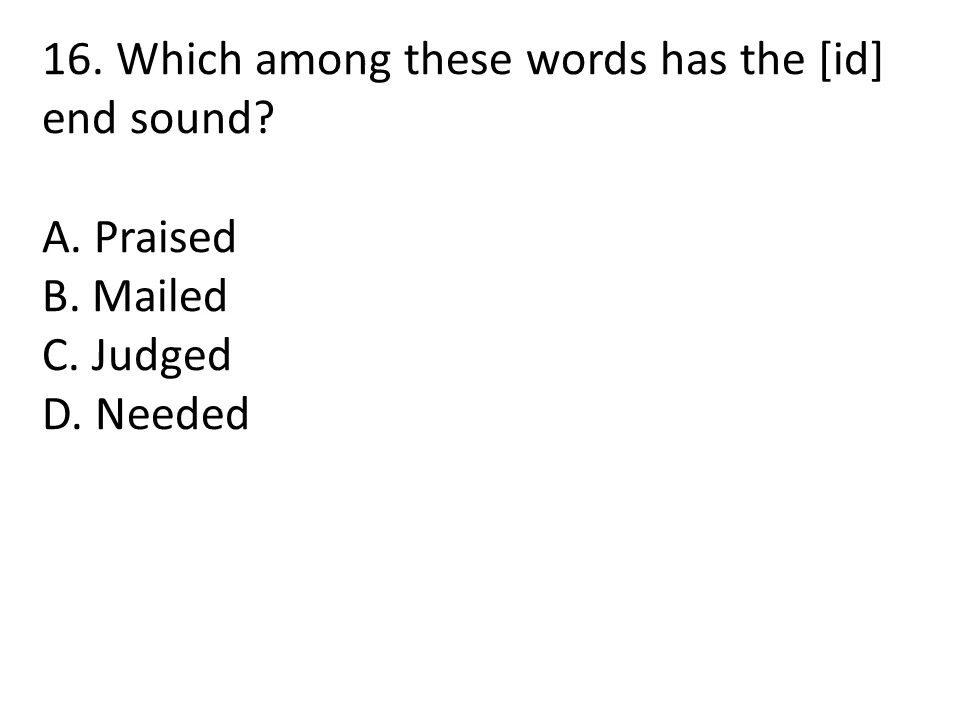 16. Which among these words has the [id]
end sound?
A. Praised
B. Mailed
C. Judged
D. Needed